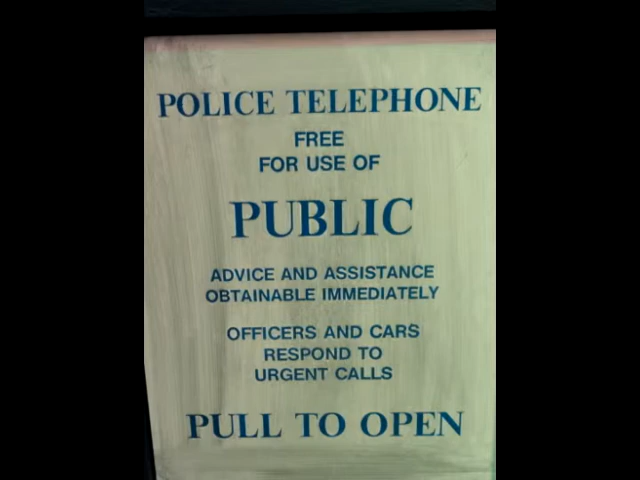 POLICE TELEPHONE
FREE
FOR USE OF
PUBLIC
ADVICE AND ASSISTANCE
OBTAINABLE IMMEDIATELY
OFFICERS AND CARS
RESPOND TO
URGENT CALLS
PULL TO OPEN